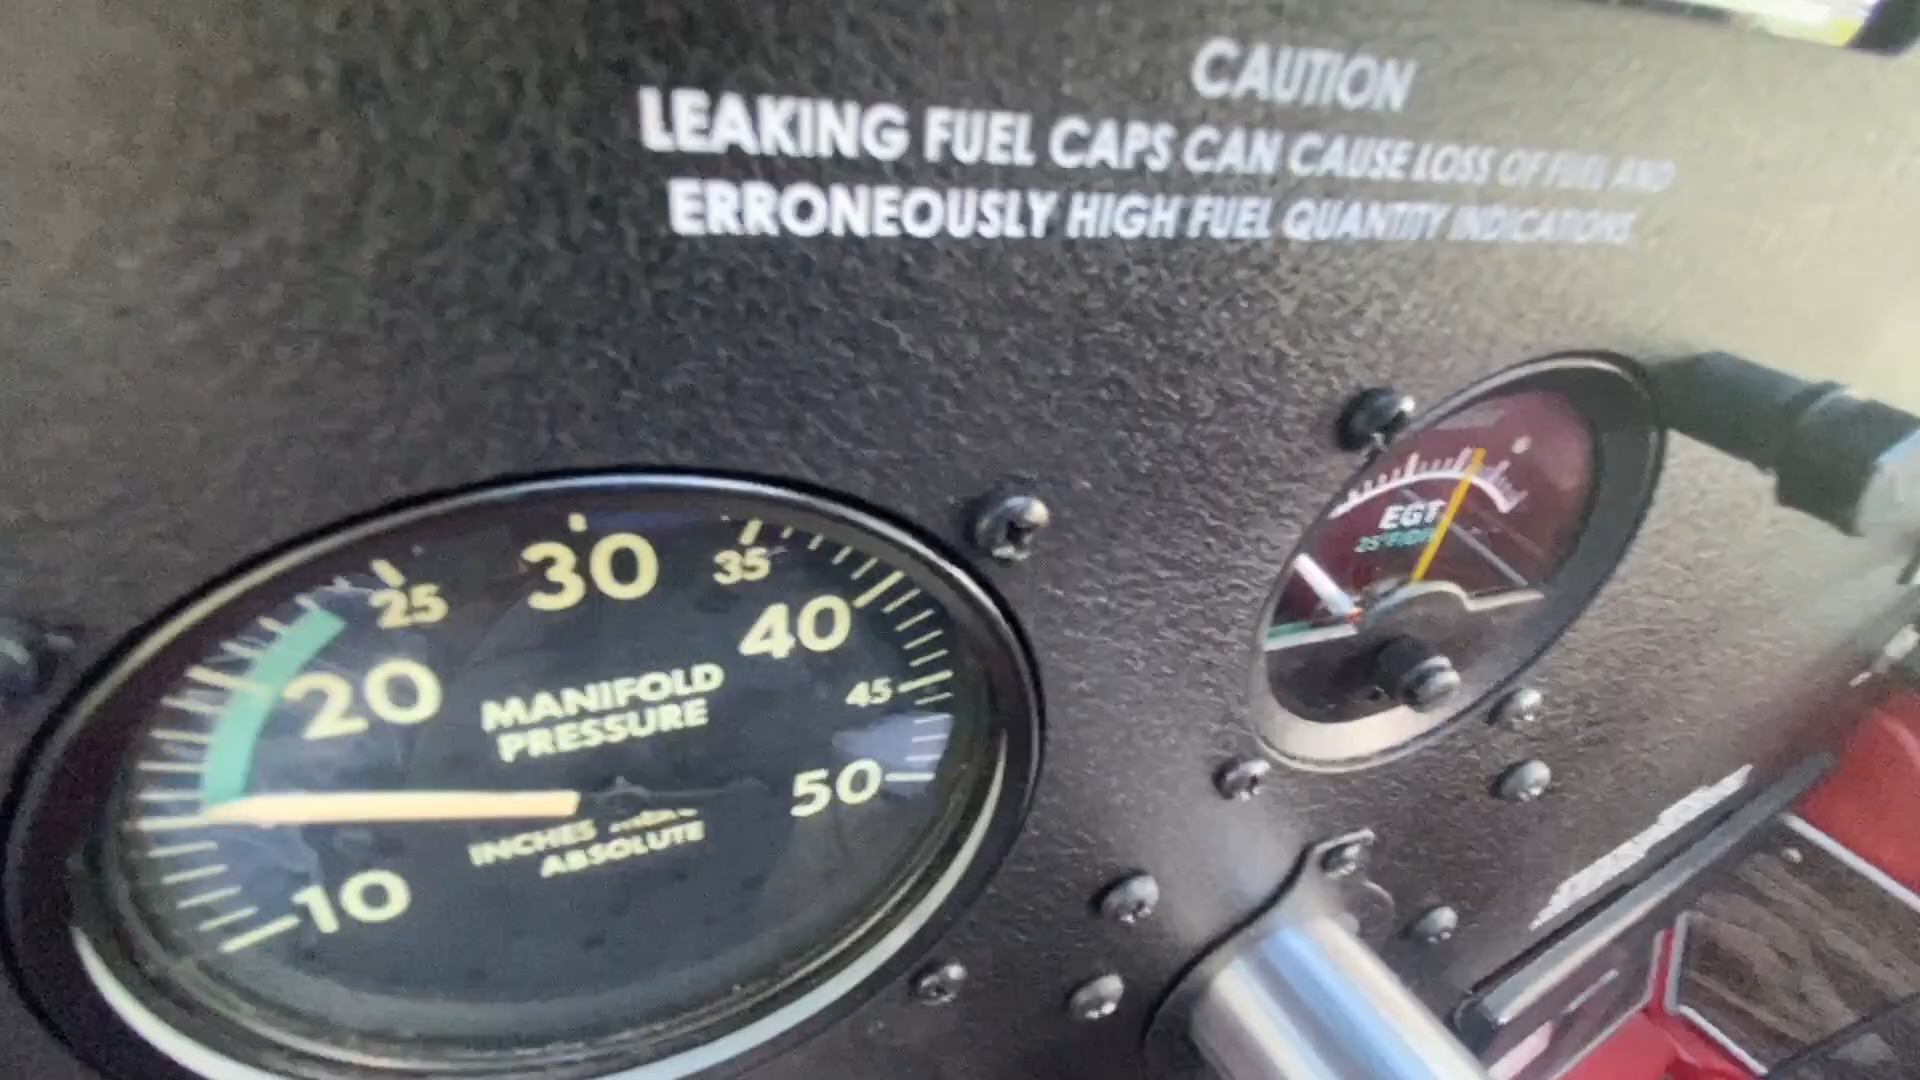 CAUTION
LEAKING FUEL CAPS CAN CAUSE LOSS OF FUEL AND
ERRONEOUSLY HIGH FUEL QUANTITY INDICATIONS.
25
30
35
20
40
MANIFOLD
PRESSURE
45
50
INCHES
ABSOLUTE
10
EGT